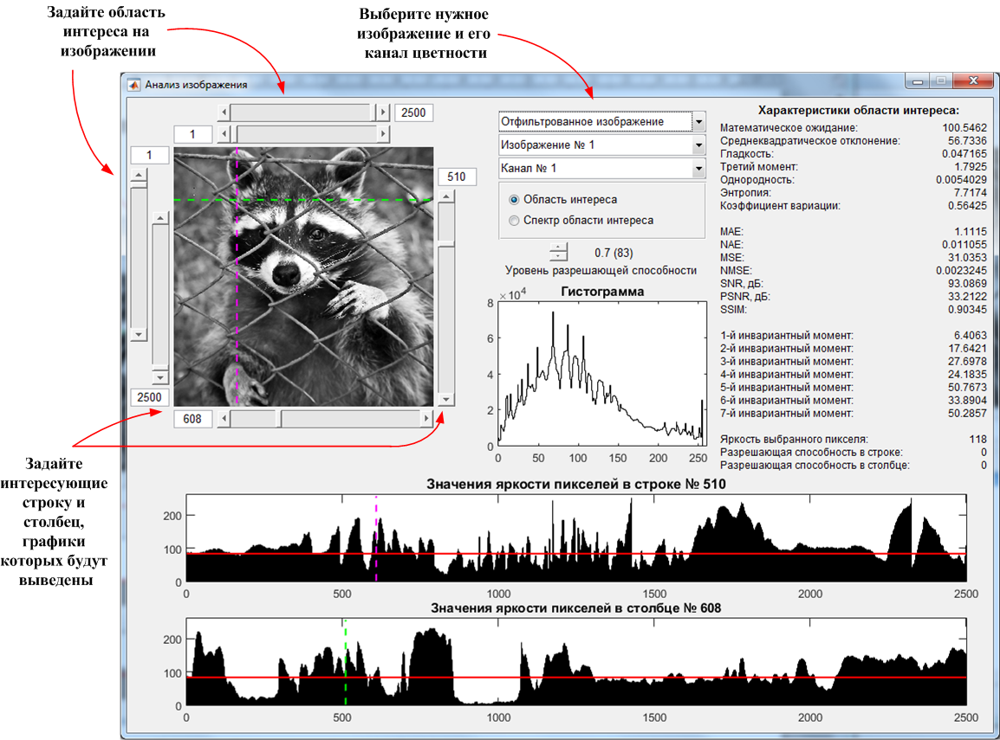 Задайте область
интереса на
изображении
Выберите нужное
изображение и его
канал цветности
Анализ изображения
2500
1
1
510
2500
608
Отфильтрованное изображение
Изображение № 1
Канал № 1
Область интереса
Спектр области интереса
0.7 (83)
Уровень разрешающей способности
Гистограмма
×10⁴
8
6
4
2
0
0 50 100 150 200 250
Характеристики области интереса:
Математическое ожидание: 100.5462
Среднеквадратическое отклонение: 56.7336
Гладкость: 0.047165
Третий момент: 1.7925
Однородность: 0.0054029
Энтропия: 7.7174
Коэффициент вариации: 0.56425
MAE: 1.1115
NAE: 0.011055
MSE: 31.0353
NMSE: 0.0023245
SNR, дБ: 93.0869
PSNR, дБ: 33.2122
SSIM: 0.90345
1-й инвариантный момент: 6.4063
2-й инвариантный момент: 17.6421
3-й инвариантный момент: 27.6978
4-й инвариантный момент: 24.1835
5-й инвариантный момент: 50.7673
6-й инвариантный момент: 33.8904
7-й инвариантный момент: 50.2857
Яркость выбранного пикселя: 118
Разрешающая способность в строке: 0
Разрешающая способность в столбце: 0
Задайте
интересующие
строку и
столбец,
графики
которых будут
выведены
Значения яркости пикселей в строке № 510
200
100
0
0 500 1000 1500 2000 2500
Значения яркости пикселей в столбце № 608
200
100
0
0 500 1000 1500 2000 2500